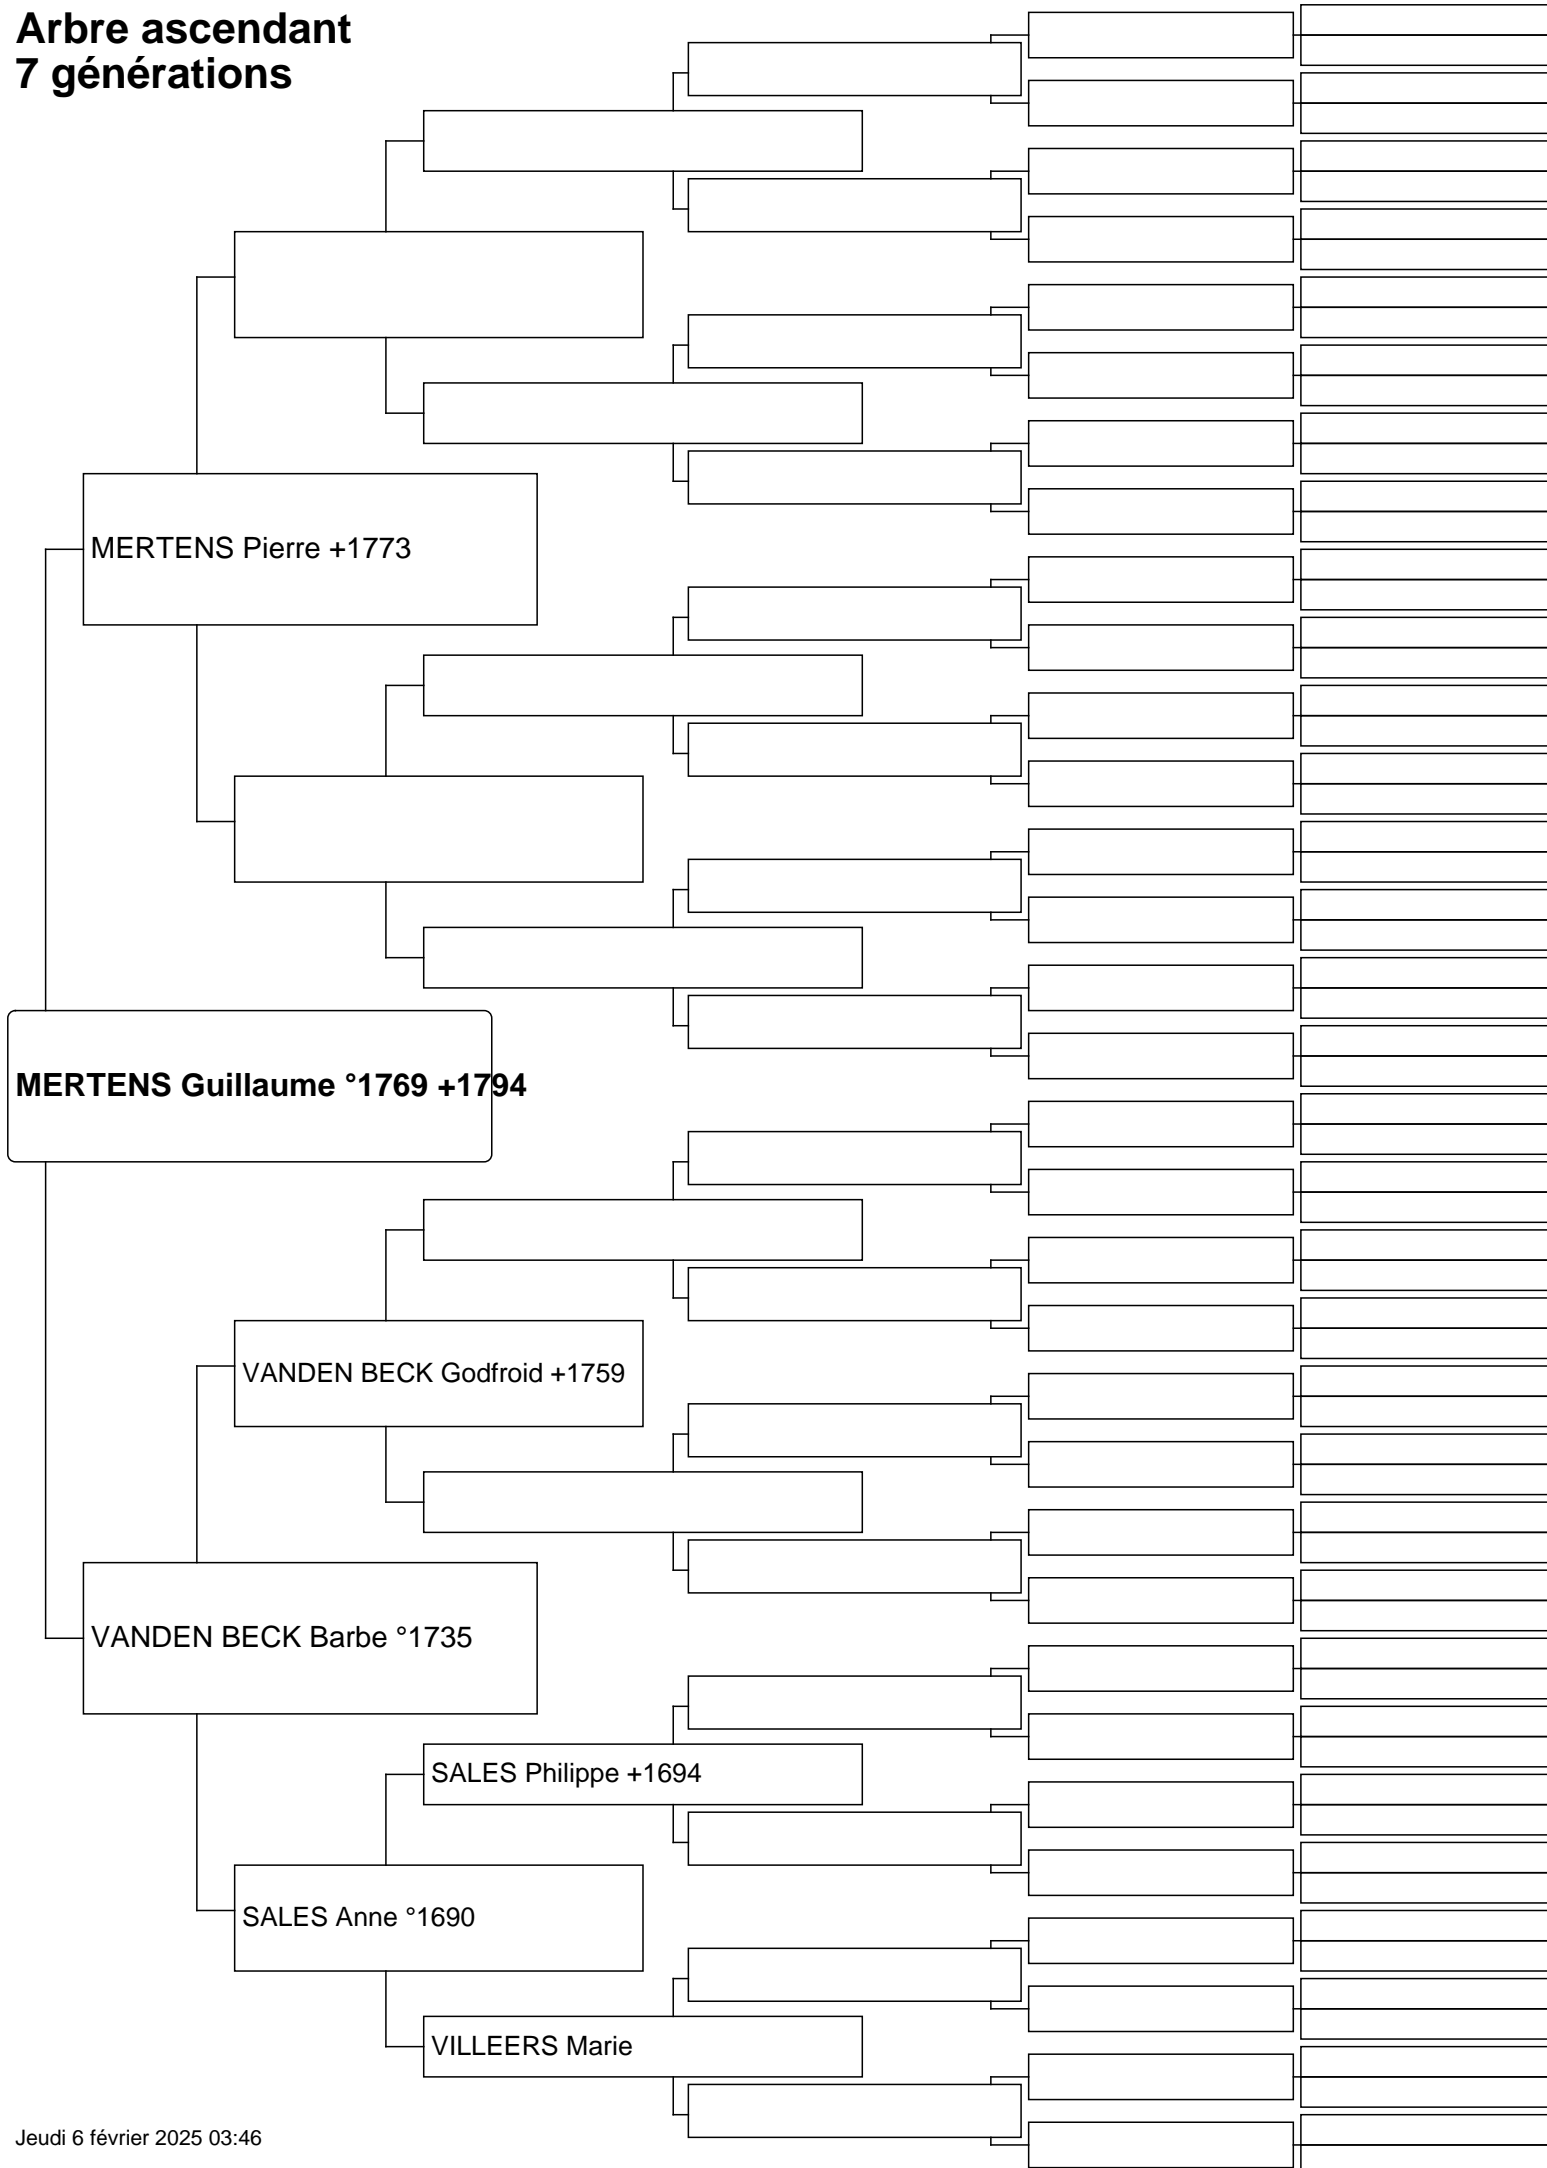 Arbre ascendant
7 générations
MERTENS Pierre +1773
MERTENS Guillaume °1769 +1794
VANDEN BECK Godfroid +1759
VANDEN BECK Barbe °1735
SALES Philippe +1694
SALES Anne °1690
VILLEERS Marie
Jeudi 6 février 2025 03:46